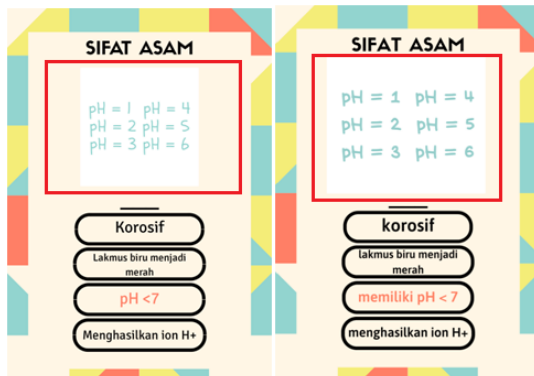 SIFAT ASAM
pH = 1 pH = 4
pH = 2 pH = 5
pH = 3 pH = 6
Korosif
Lakmus biru menjadi
merah
pH <7
Menghasilkan ion H+
SIFAT ASAM
pH = 1 pH = 4
pH = 2 pH = 5
pH = 3 pH = 6
korosif
lakmus biru menjadi
merah
memiliki pH < 7
menghasilkan ion H+